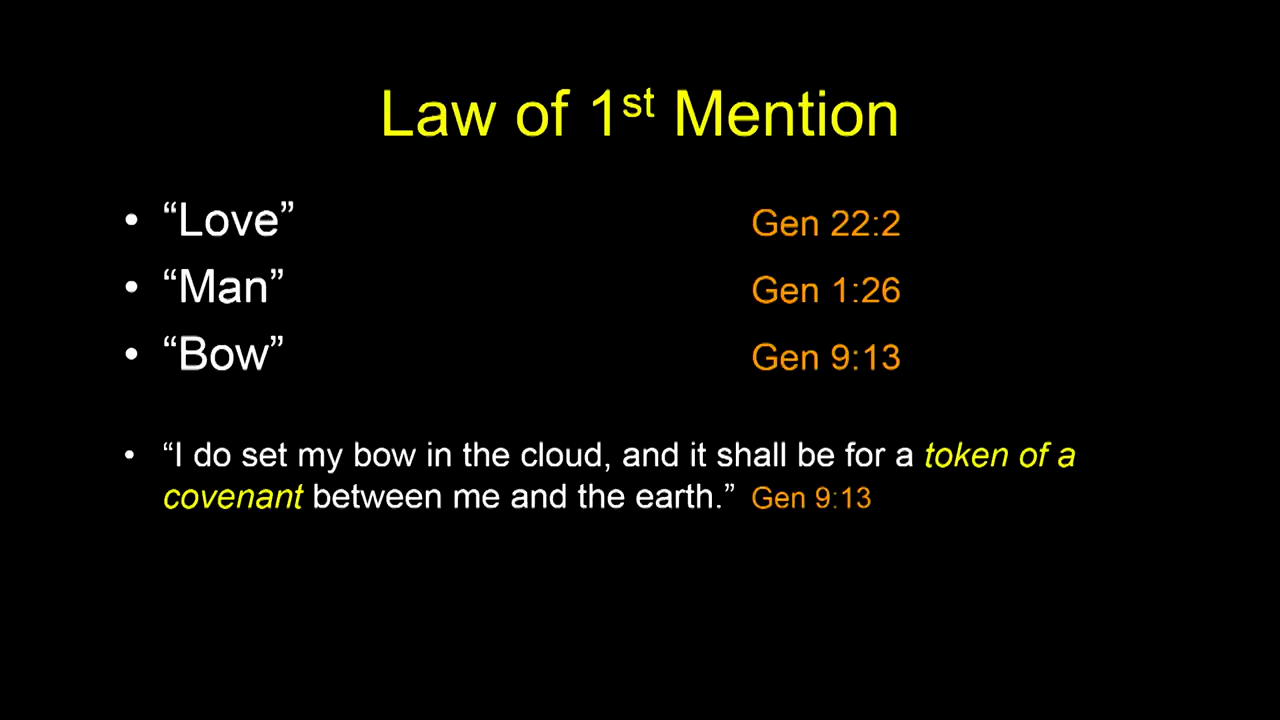 Law of 1st Mention
• “Love” Gen 22:2
• “Man” Gen 1:26
• “Bow” Gen 9:13
• “I do set my bow in the cloud, and it shall be for a token of a
covenant between me and the earth.” Gen 9:13